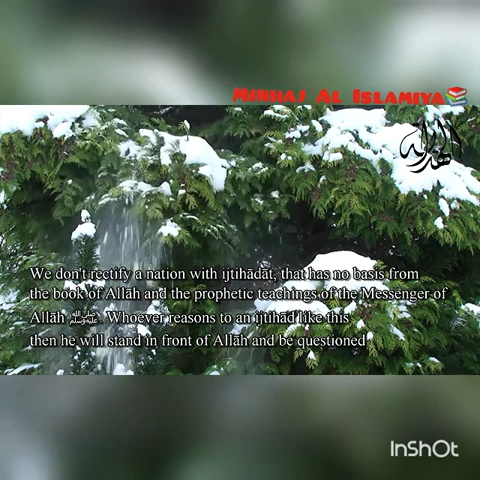 MINHAJ AL ISLAMIYA
الهداية
We don't rectify a nation with ijtihādāt, that has no basis from
the book of Allāh and the prophetic teachings of the Messenger of
Allāh ﷺ. Whoever reasons to an ijtihād like this
then he will stand in front of Allāh and be questioned
InShOt